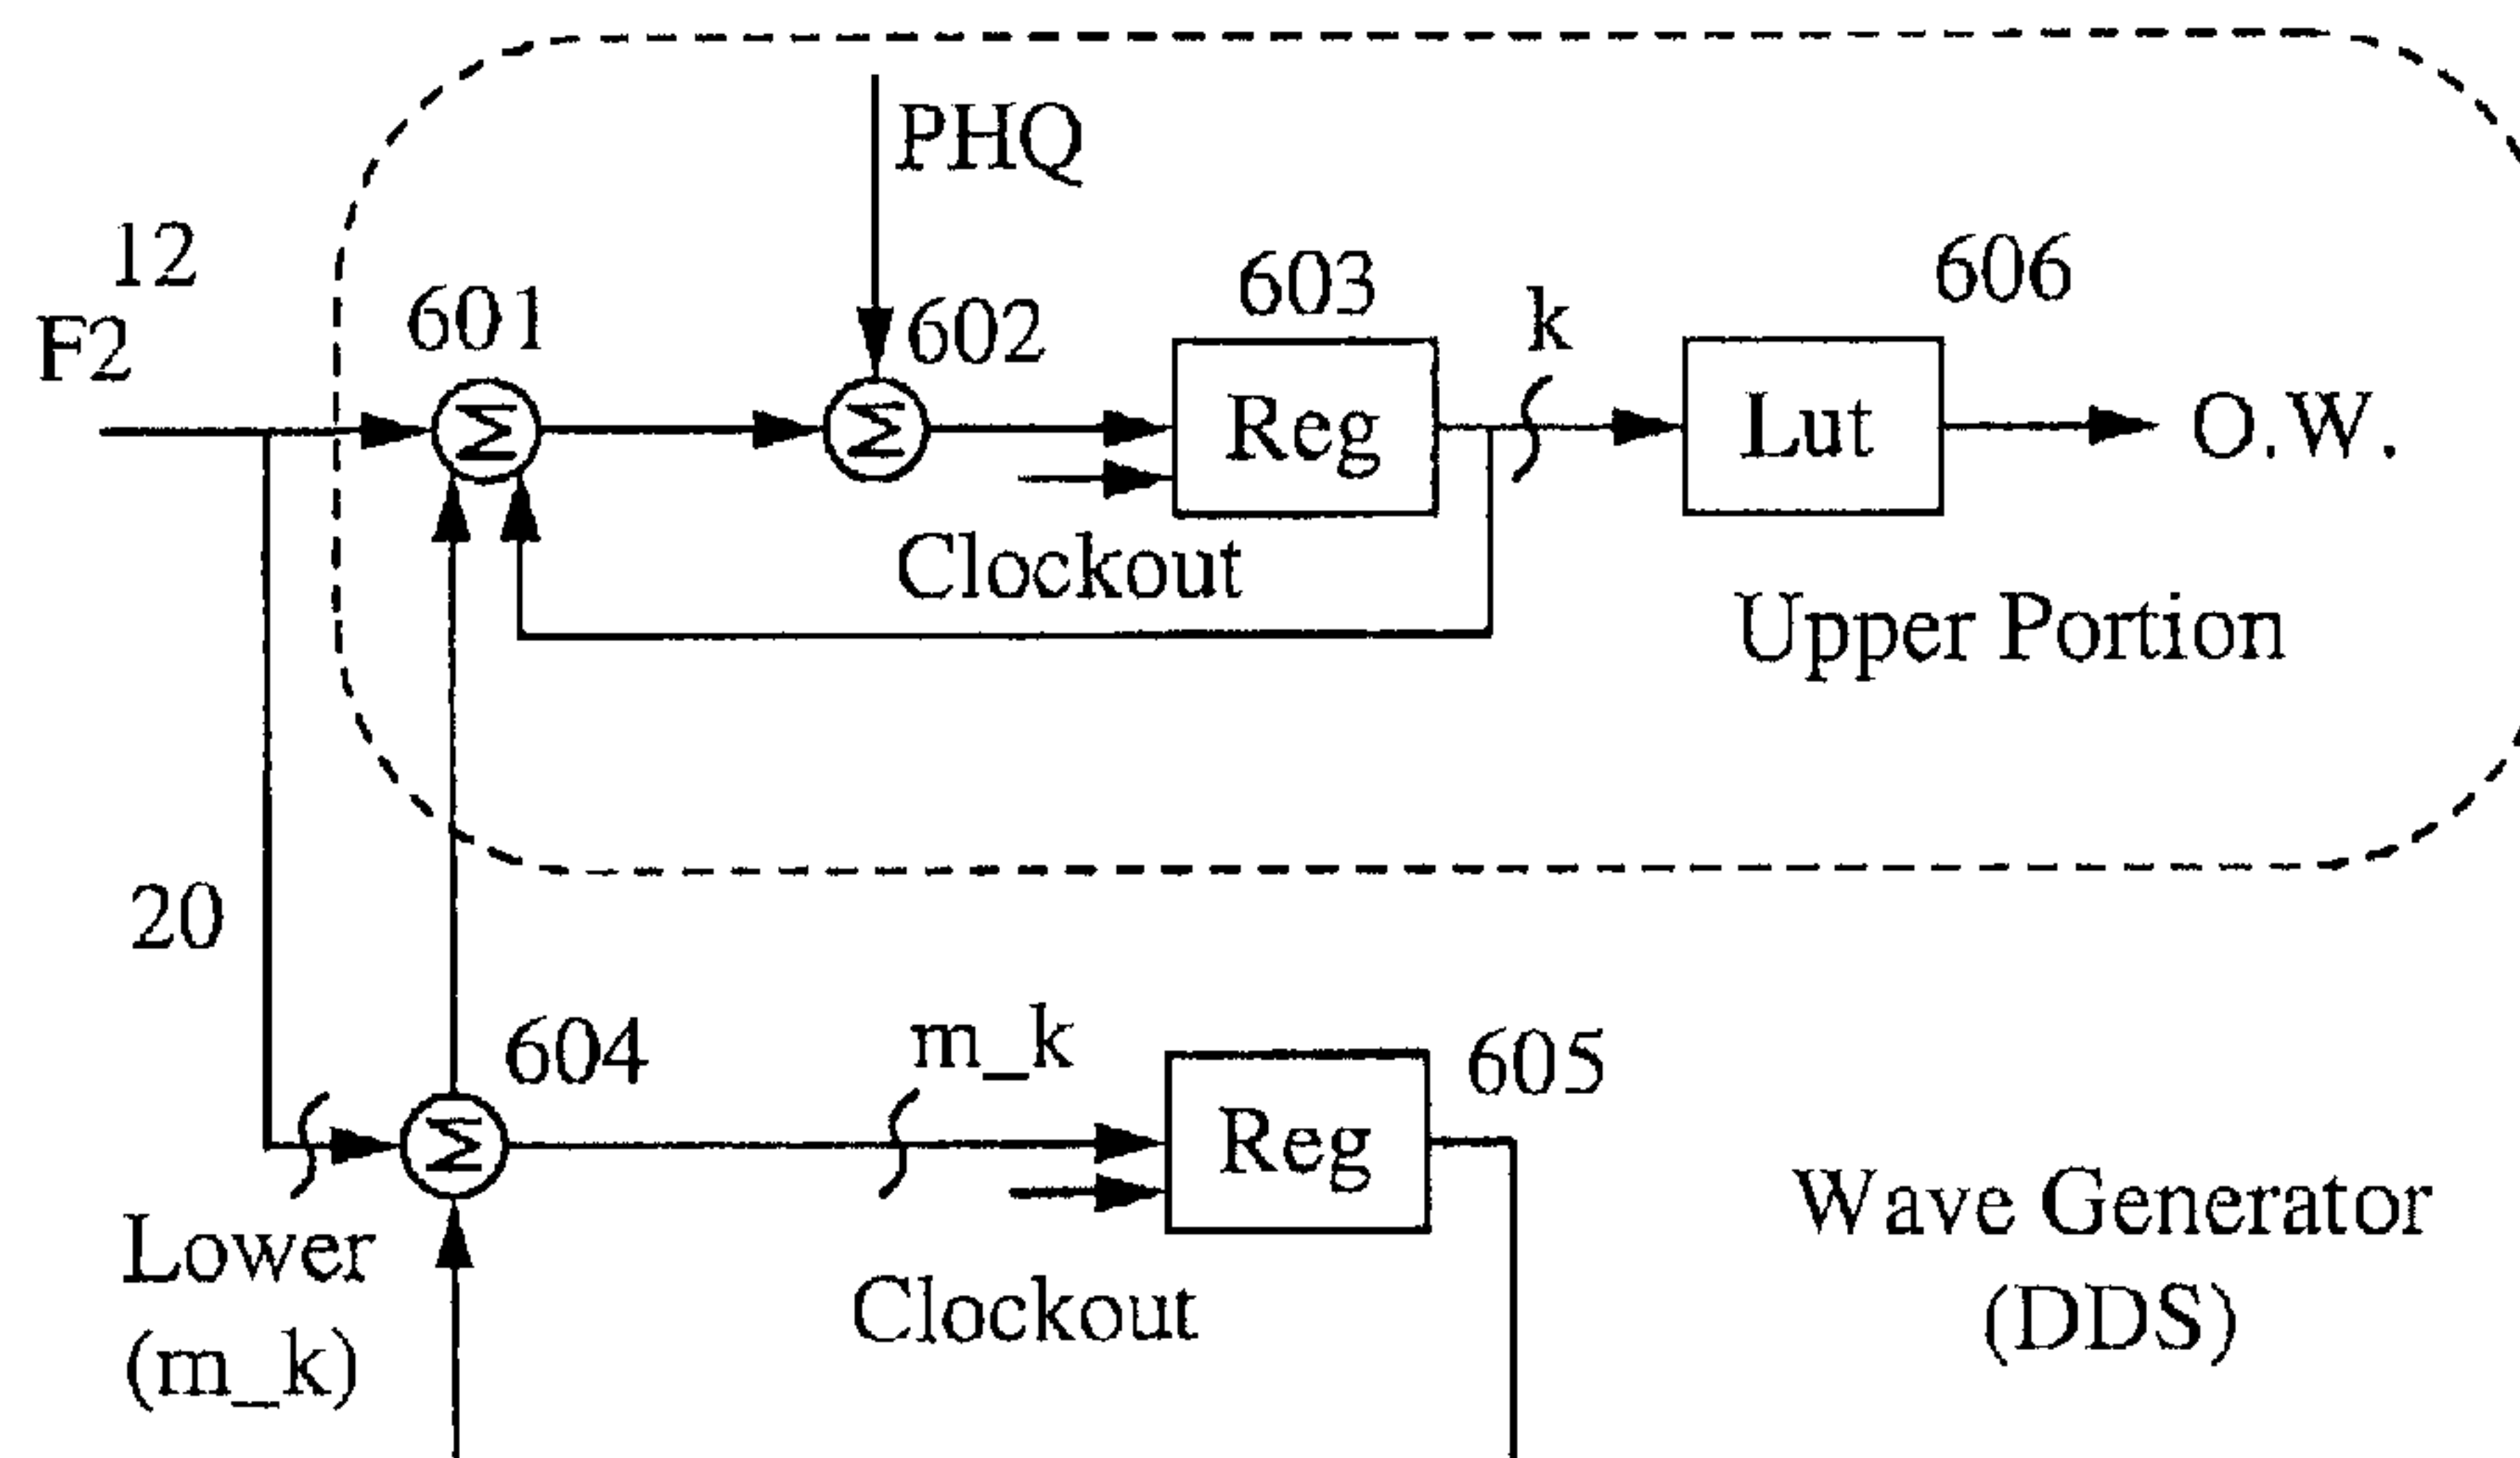 PHQ
12
F2
601
602
603
k
606
Σ
Σ
Reg
Lut
O.W.
Clockout
Upper Portion
20
604
m_k
605
Σ
Reg
Lower
(m_k)
Clockout
Wave Generator
(DDS)